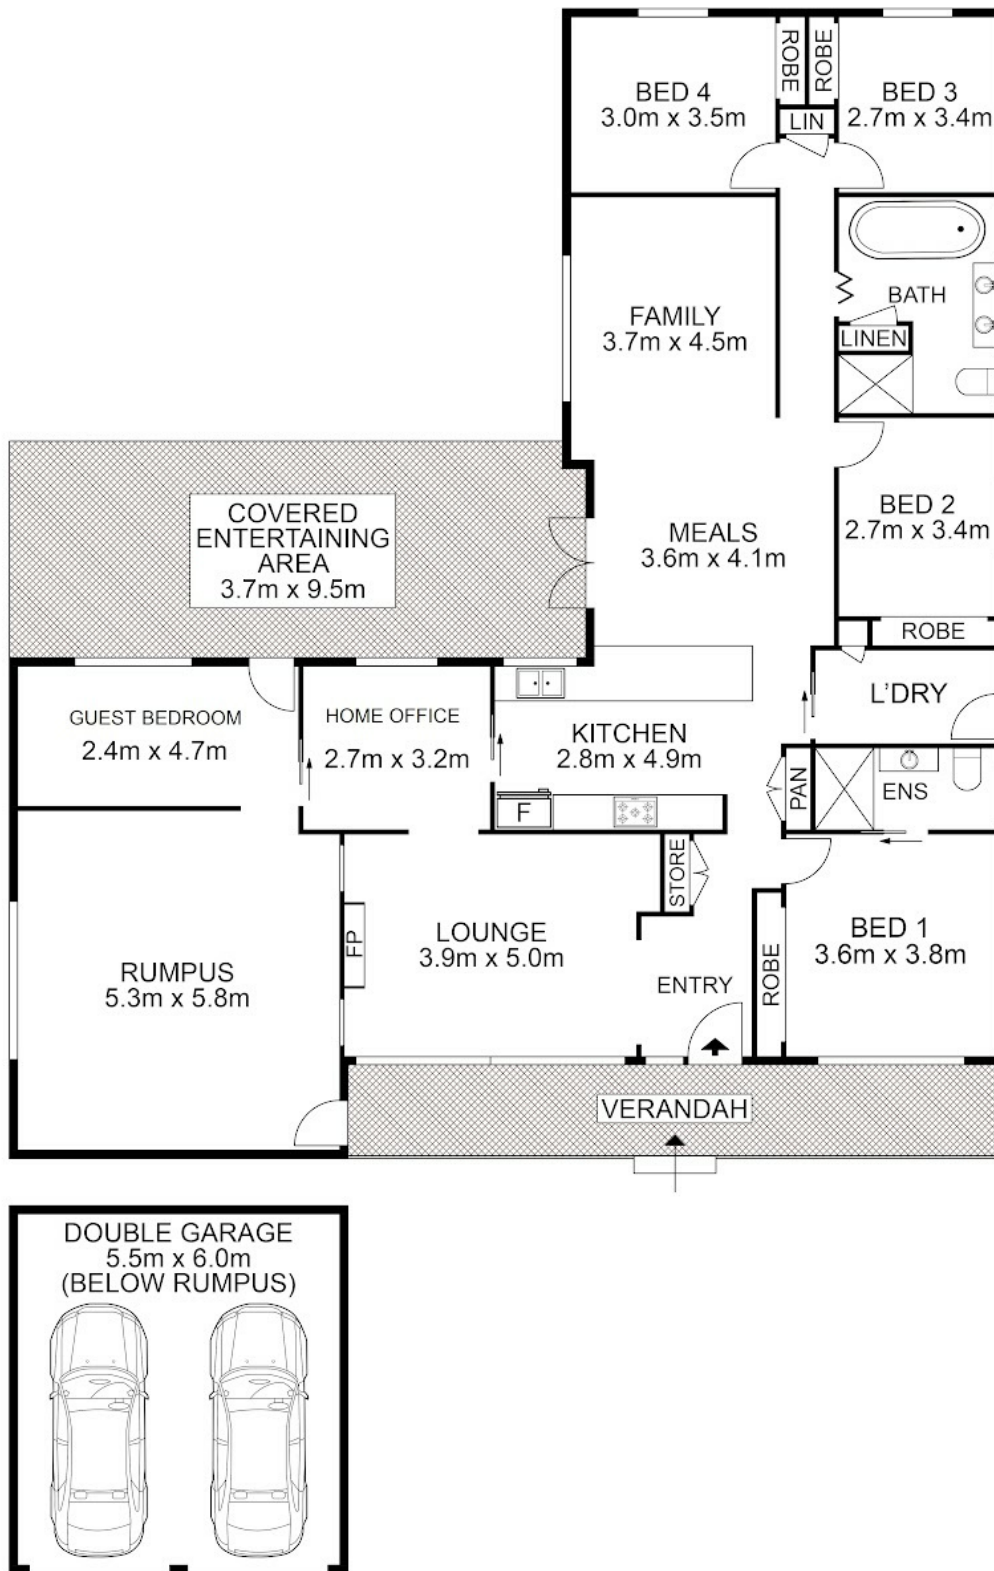 BED 4
3.0m x 3.5m
ROBE
ROBE
BED 3
2.7m x 3.4m
LIN
FAMILY
3.7m x 4.5m
BATH
LINEN
COVERED
ENTERTAINING
AREA
3.7m x 9.5m
MEALS
3.6m x 4.1m
BED 2
2.7m x 3.4m
ROBE
GUEST BEDROOM
2.4m x 4.7m
HOME OFFICE
2.7m x 3.2m
KITCHEN
2.8m x 4.9m
L'DRY
PAN
ENS
F
STORE
RUMPUS
5.3m x 5.8m
FP
LOUNGE
3.9m x 5.0m
ENTRY
ROBE
BED 1
3.6m x 3.8m
VERANDAH
DOUBLE GARAGE
5.5m x 6.0m
(BELOW RUMPUS)